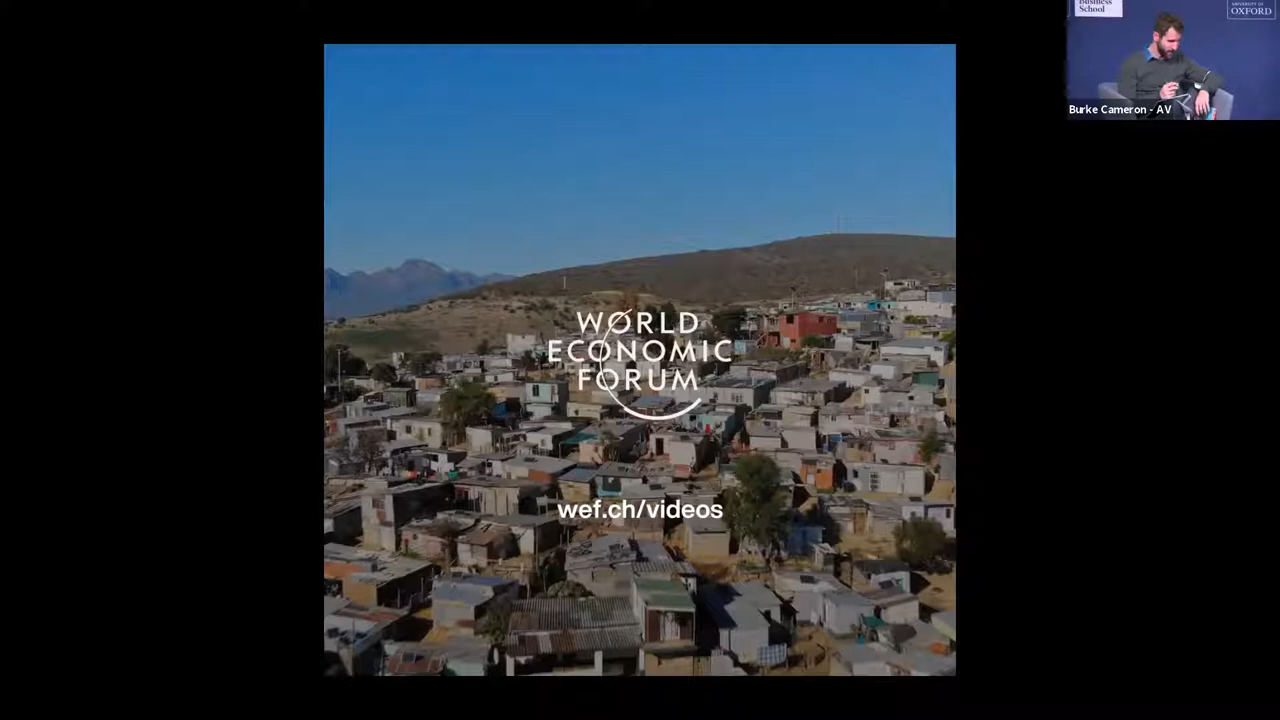 WORLD
ECONOMIC
FORUM
wef.ch/videos
Business
School
UNIVERSITY OF
OXFORD
Burke Cameron - AV